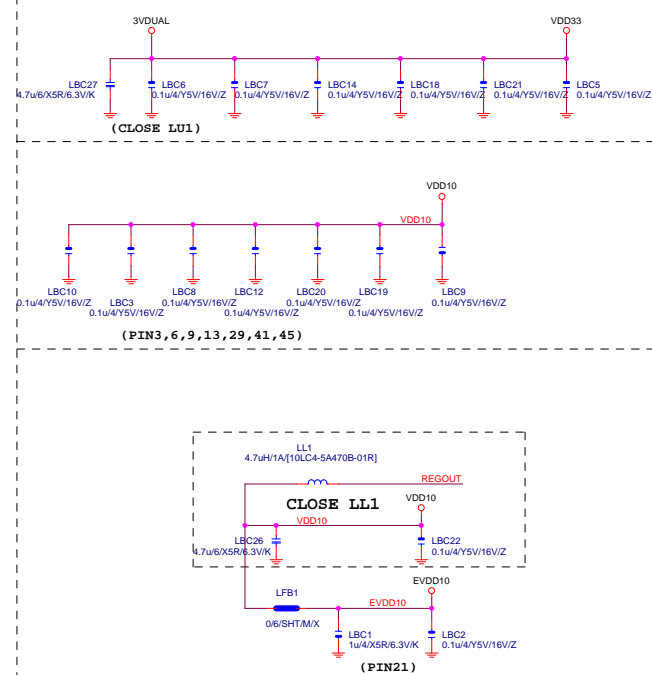 3VDUAL
VDD33
LBC27
4.7u/6/X5R/6.3V/K
LBC6
0.1u/4/Y5V/16V/Z
LBC7
0.1u/4/Y5V/16V/Z
LBC14
0.1u/4/Y5V/16V/Z
LBC18
0.1u/4/Y5V/16V/Z
LBC21
0.1u/4/Y5V/16V/Z
LBC5
0.1u/4/Y5V/16V/Z
(CLOSE LU1)
VDD10
VDD10
LBC10
0.1u/4/Y5V/16V/Z
LBC3
0.1u/4/Y5V/16V/Z
LBC8
0.1u/4/Y5V/16V/Z
LBC12
0.1u/4/Y5V/16V/Z
LBC20
0.1u/4/Y5V/16V/Z
LBC19
0.1u/4/Y5V/16V/Z
LBC9
0.1u/4/Y5V/16V/Z
(PIN3,6,9,13,29,41,45)
LL1
4.7uH/1A/[10LC4-5A470B-01R]
REGOUT
CLOSE LL1
VDD10
VDD10
LBC26
4.7u/6/X5R/6.3V/K
LBC22
0.1u/4/Y5V/16V/Z
LFB1
0/6/SHT/M/X
EVDD10
EVDD10
LBC1
1u/4/X5R/6.3V/K
LBC2
0.1u/4/Y5V/16V/Z
(PIN21)